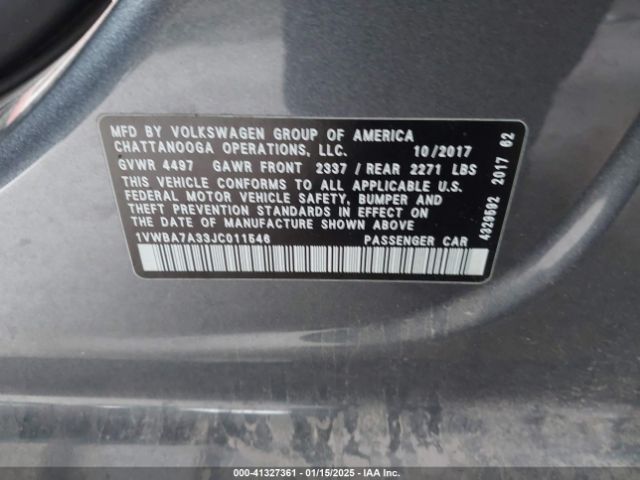 MFD BY VOLKSWAGEN GROUP OF AMERICA
CHATTANOOGA OPERATIONS, LLC. 10/2017
GVWR 4497 GAWR FRONT 2337 / REAR 2271 LBS
THIS VEHICLE CONFORMS TO ALL APPLICABLE U.S.
FEDERAL MOTOR VEHICLE SAFETY, BUMPER AND
THEFT PREVENTION STANDARDS IN EFFECT ON
THE DATE OF MANUFACTURE SHOWN ABOVE
1VWBA7A33JC011546 PASSENGER CAR
4329592 2017 62
000-41327361 - 01/15/2025 - IAA Inc.